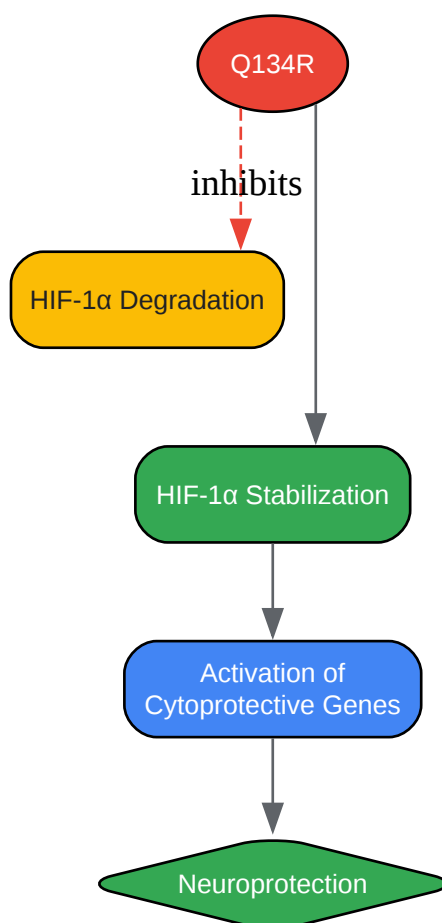 Q134R
inhibits
HIF-1α Degradation
HIF-1α Stabilization
Activation of
Cytoprotective Genes
Neuroprotection